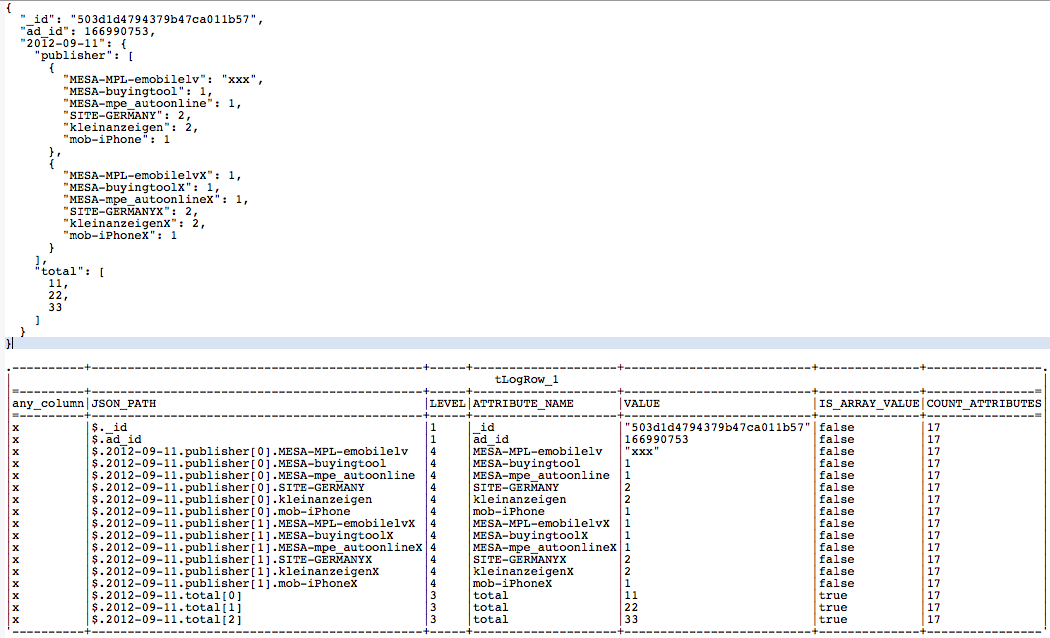 {
  "_id": "503d1d4794379b47ca011b57",
  "ad_id": 166990753,
  "2012-09-11": {
    "publisher": [
      {
        "MESA-MPL-emobilelv": "xxx",
        "MESA-buyingtool": 1,
        "MESA-mpe_autoonline": 1,
        "SITE-GERMANY": 2,
        "kleinanzeigen": 2,
        "mob-iPhone": 1
      },
      {
        "MESA-MPL-emobilelvX": 1,
        "MESA-buyingtoolX": 1,
        "MESA-mpe_autoonlineX": 1,
        "SITE-GERMANYX": 2,
        "kleinanzeigenX": 2,
        "mob-iPhoneX": 1
      }
    ],
    "total": [
      11,
      22,
      33
    ]
  }
}
.----------+----------------------------------------------+-----+--------------------+--------------------------+--------------+----------------.
|                                                                  tLogRow_1                                                                   |
|=---------+----------------------------------------------+-----+--------------------+--------------------------+--------------+---------------=|
|any_column|JSON_PATH                                     |LEVEL|ATTRIBUTE_NAME      |VALUE                     |IS_ARRAY_VALUE|COUNT_ATTRIBUTES|
|=---------+----------------------------------------------+-----+--------------------+--------------------------+--------------+---------------=|
|x         |$._id                                         |1    |_id                 |"503d1d4794379b47ca011b57"|false         |17              |
|x         |$.ad_id                                       |1    |ad_id               |166990753                 |false         |17              |
|x         |$.2012-09-11.publisher[0].MESA-MPL-emobilelv  |4    |MESA-MPL-emobilelv  |"xxx"                     |false         |17              |
|x         |$.2012-09-11.publisher[0].MESA-buyingtool     |4    |MESA-buyingtool     |1                         |false         |17              |
|x         |$.2012-09-11.publisher[0].MESA-mpe_autoonline |4    |MESA-mpe_autoonline |1                         |false         |17              |
|x         |$.2012-09-11.publisher[0].SITE-GERMANY        |4    |SITE-GERMANY        |2                         |false         |17              |
|x         |$.2012-09-11.publisher[0].kleinanzeigen       |4    |kleinanzeigen       |2                         |false         |17              |
|x         |$.2012-09-11.publisher[0].mob-iPhone          |4    |mob-iPhone          |1                         |false         |17              |
|x         |$.2012-09-11.publisher[1].MESA-MPL-emobilelvX |4    |MESA-MPL-emobilelvX |1                         |false         |17              |
|x         |$.2012-09-11.publisher[1].MESA-buyingtoolX    |4    |MESA-buyingtoolX    |1                         |false         |17              |
|x         |$.2012-09-11.publisher[1].MESA-mpe_autoonlineX|4    |MESA-mpe_autoonlineX|1                         |false         |17              |
|x         |$.2012-09-11.publisher[1].SITE-GERMANYX       |4    |SITE-GERMANYX       |2                         |false         |17              |
|x         |$.2012-09-11.publisher[1].kleinanzeigenX      |4    |kleinanzeigenX      |2                         |false         |17              |
|x         |$.2012-09-11.publisher[1].mob-iPhoneX         |4    |mob-iPhoneX         |1                         |false         |17              |
|x         |$.2012-09-11.total[0]                         |3    |total               |11                        |true          |17              |
|x         |$.2012-09-11.total[1]                         |3    |total               |22                        |true          |17              |
|x         |$.2012-09-11.total[2]                         |3    |total               |33                        |true          |17              |
'----------+----------------------------------------------+-----+--------------------+--------------------------+--------------+----------------'